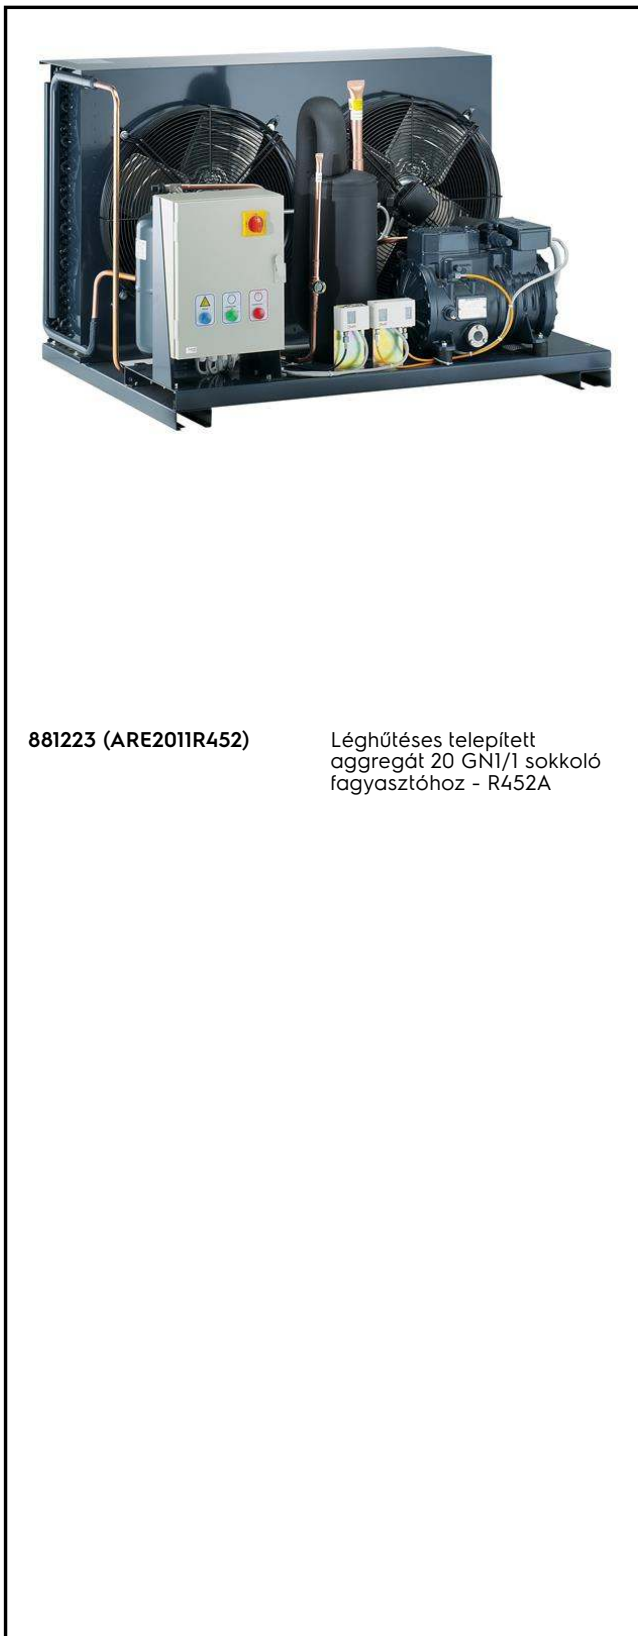 881223 (ARE2011R452)
Léghűtéses telepített
aggregát 20 GN1/1 sokkoló
fagyasztóhoz - R452A